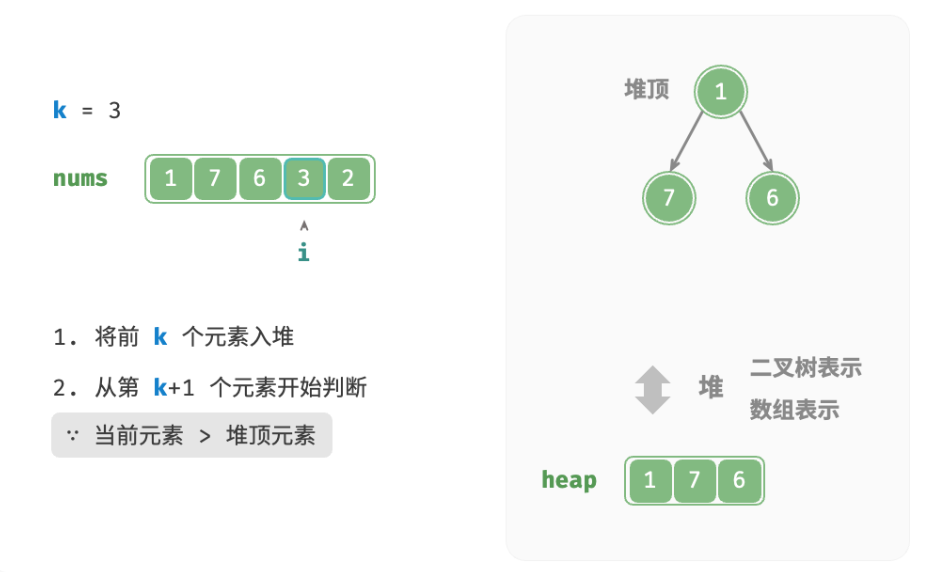 k = 3
nums 1 7 6 3 2
^
i
1. 将前 k 个元素入堆
2. 从第 k+1 个元素开始判断
∵ 当前元素 > 堆顶元素
堆顶 1
7 6
堆 二叉树表示
数组表示
heap 1 7 6